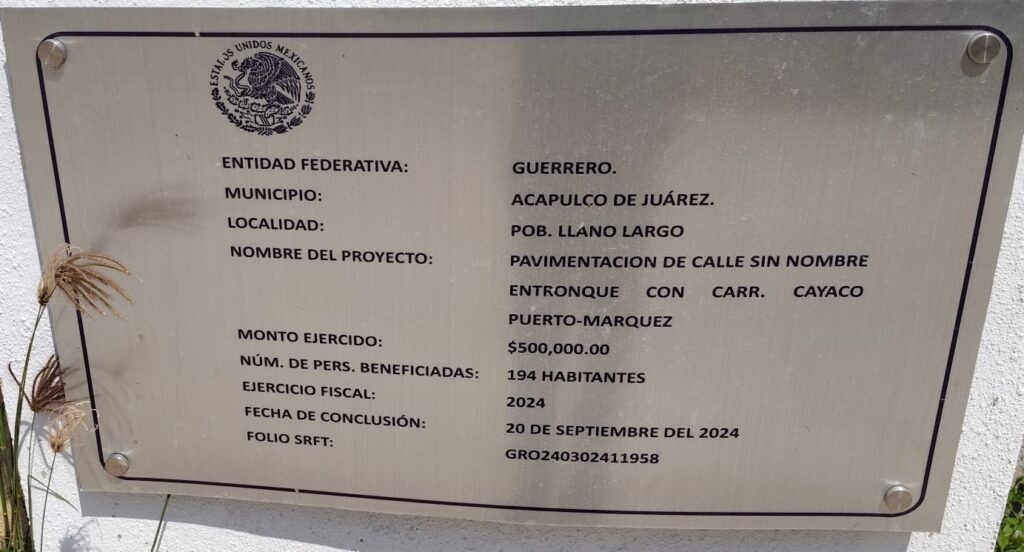 ESTADOS UNIDOS MEXICANOS
ENTIDAD FEDERATIVA: GUERRERO.
MUNICIPIO: ACAPULCO DE JUÁREZ.
LOCALIDAD: POB. LLANO LARGO
NOMBRE DEL PROYECTO: PAVIMENTACION DE CALLE SIN NOMBRE
ENTRONQUE CON CARR. CAYACO
PUERTO-MARQUEZ
MONTO EJERCIDO: $500,000.00
NÚM. DE PERS. BENEFICIADAS: 194 HABITANTES
EJERCICIO FISCAL: 2024
FECHA DE CONCLUSIÓN: 20 DE SEPTIEMBRE DEL 2024
FOLIO SRFT: GRO240302411958